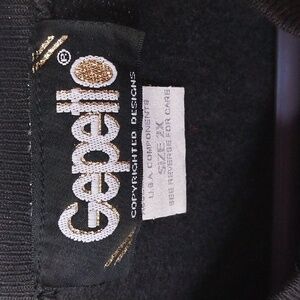 Gepetto®
COPYRIGHTED DESIGNS
U.S.A. COMPONENTS
SIZE 2X
SEE REVERSE FOR CARE